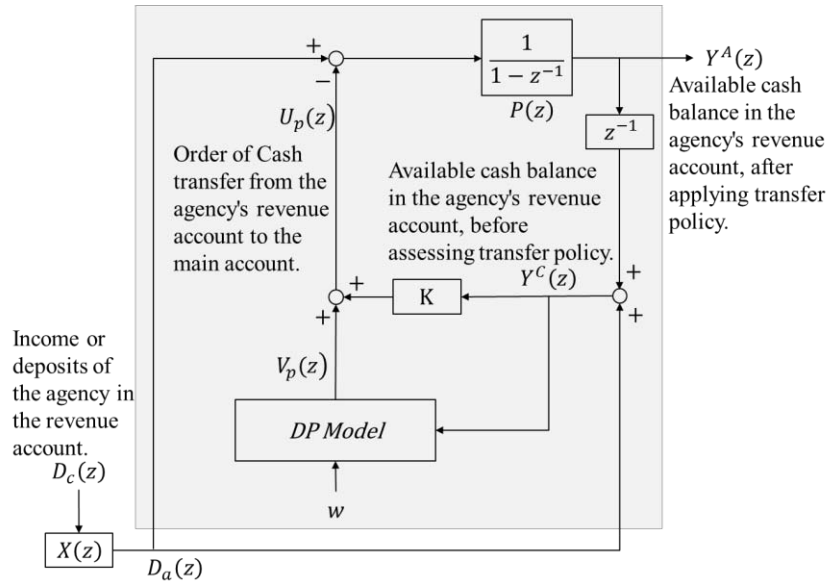 +
−
1
1 − z⁻¹
P(z)
Y^A(z)
Available cash
balance in the
agency's revenue
account, after
applying transfer
policy.
z⁻¹
U_p(z)
Order of Cash
transfer from the
agency's revenue
account to the
main account.
Available cash balance
in the agency's revenue
account, before
assessing transfer policy.
Y^C(z)
+
+
K
+
+
Income or
deposits of
the agency in
the revenue
account.
D_c(z)
V_p(z)
DP Model
w
X(z)
D_a(z)